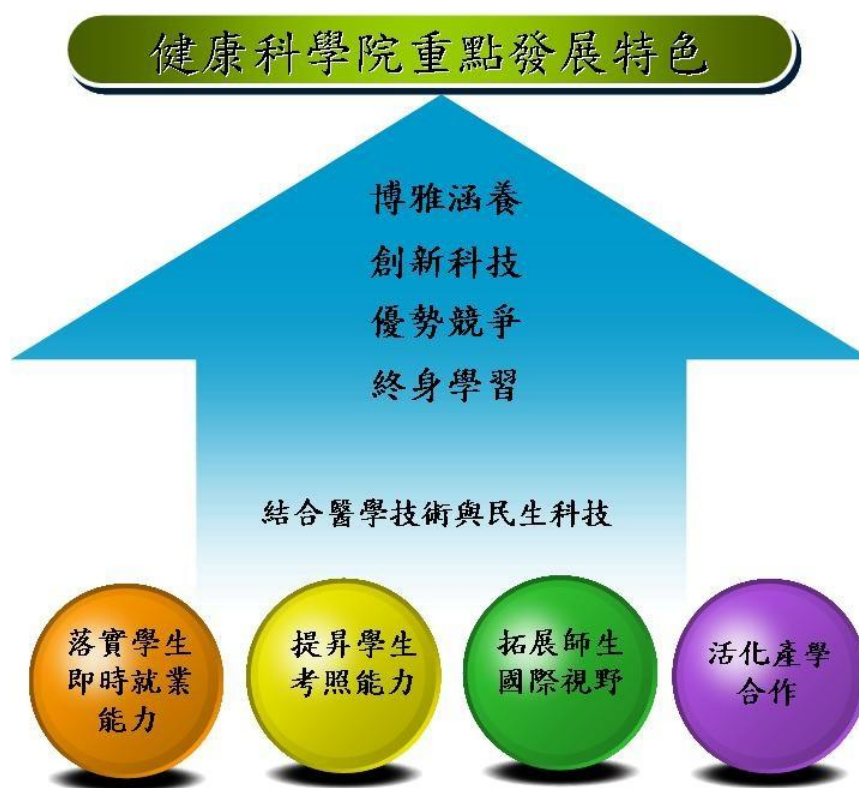 健康科學院重點發展特色
博雅涵養
創新科技
優勢競爭
終身學習
結合醫學技術與民生科技
落實學生
即時就業
能力
提昇學生
考照能力
拓展師生
國際視野
活化產學
合作